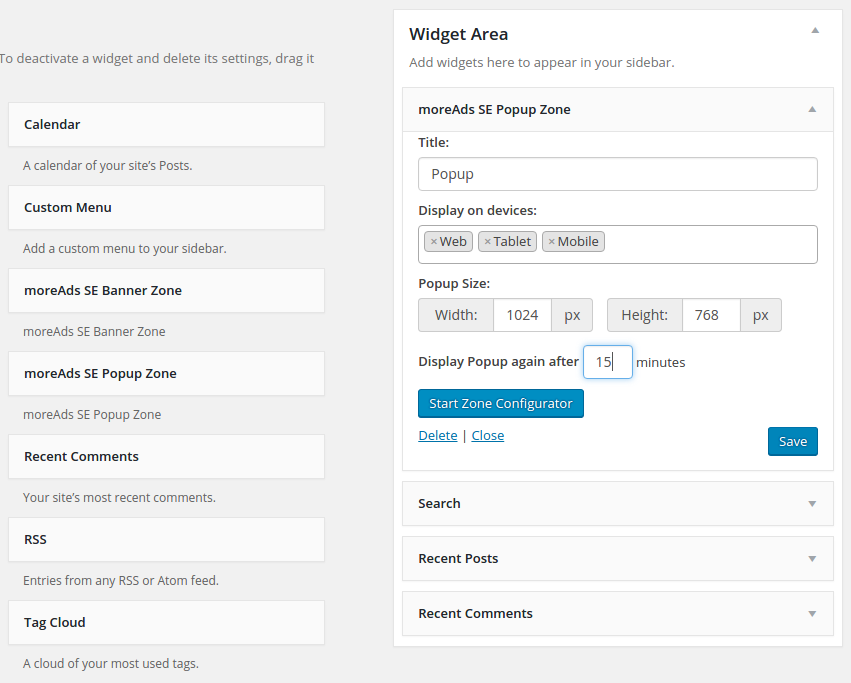 To deactivate a widget and delete its settings, drag it
Calendar
A calendar of your site's Posts.
Custom Menu
Add a custom menu to your sidebar.
moreAds SE Banner Zone
moreAds SE Banner Zone
moreAds SE Popup Zone
moreAds SE Popup Zone
Recent Comments
Your site's most recent comments.
RSS
Entries from any RSS or Atom feed.
Tag Cloud
A cloud of your most used tags.
Widget Area
Add widgets here to appear in your sidebar.
moreAds SE Popup Zone
Title:
Popup
Display on devices:
×Web ×Tablet ×Mobile
Popup Size:
Width: 1024 px Height: 768 px
Display Popup again after 15 minutes
Start Zone Configurator
Delete | Close
Save
Search
Recent Posts
Recent Comments